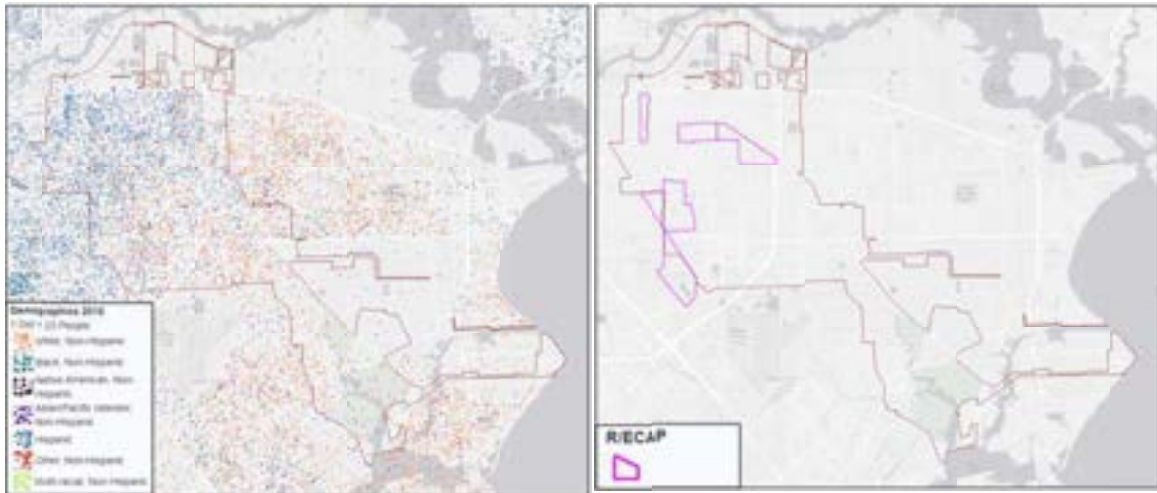 Demographics 2010
1 Dot = 25 People
White, Non-Hispanic
Black, Non-Hispanic
Native American, Non-
Hispanic
Asian/Pacific Islander,
Non-Hispanic
Hispanic
Other, Non-Hispanic
Multi-racial, Non-Hispanic
R/ECAP